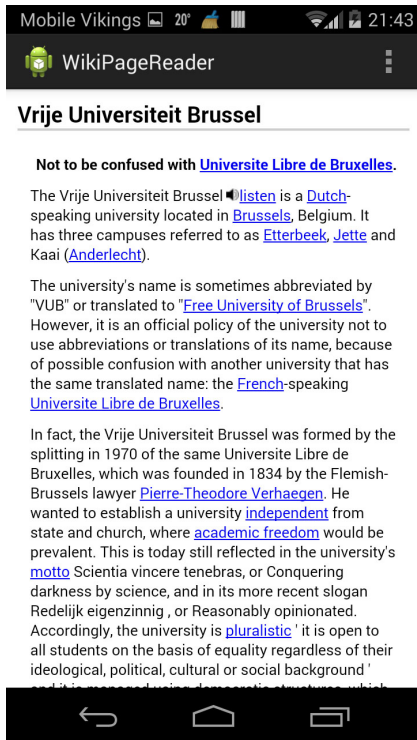 Mobile Vikings 20° 21:43
WikiPageReader
Vrije Universiteit Brussel
Not to be confused with Universite Libre de Bruxelles.
The Vrije Universiteit Brussel listen is a Dutch-
speaking university located in Brussels, Belgium. It
has three campuses referred to as Etterbeek, Jette and
Kaai (Anderlecht).
The university's name is sometimes abbreviated by
"VUB" or translated to "Free University of Brussels".
However, it is an official policy of the university not to
use abbreviations or translations of its name, because
of possible confusion with another university that has
the same translated name: the French-speaking
Universite Libre de Bruxelles.
In fact, the Vrije Universiteit Brussel was formed by the
splitting in 1970 of the same Universite Libre de
Bruxelles, which was founded in 1834 by the Flemish-
Brussels lawyer Pierre-Theodore Verhaegen. He
wanted to establish a university independent from
state and church, where academic freedom would be
prevalent. This is today still reflected in the university's
motto Scientia vincere tenebras, or Conquering
darkness by science, and in its more recent slogan
Redelijk eigenzinnig , or Reasonably opinionated.
Accordingly, the university is pluralistic ' it is open to
all students on the basis of equality regardless of their
ideological, political, cultural or social background '
and it is managed using democratic structures, which